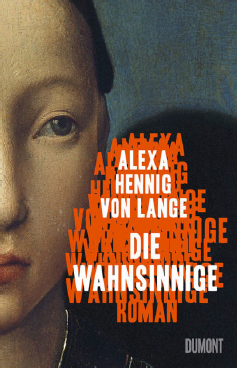 ALEXA
HENNIG
VON LANGE
DIE
WAHNSINNIGE
ROMAN
DUMONT